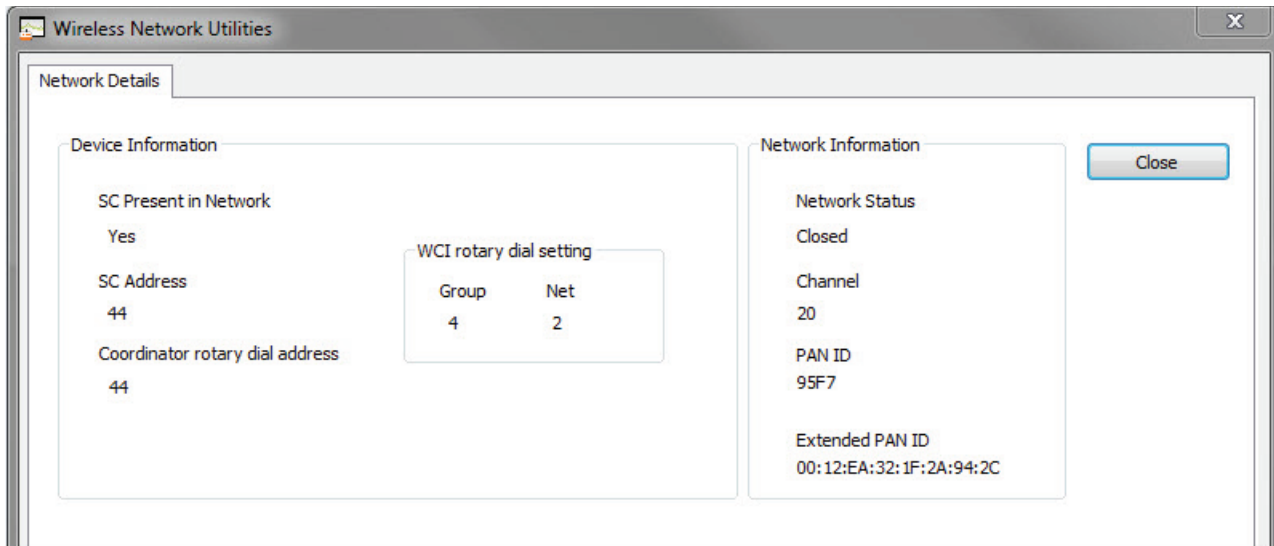 Wireless Network Utilities
X
Network Details
Device Information
SC Present in Network
Yes
SC Address
44
Coordinator rotary dial address
44
WCI rotary dial setting
Group Net
4 2
Network Information
Network Status
Closed
Channel
20
PAN ID
95F7
Extended PAN ID
00:12:EA:32:1F:2A:94:2C
Close